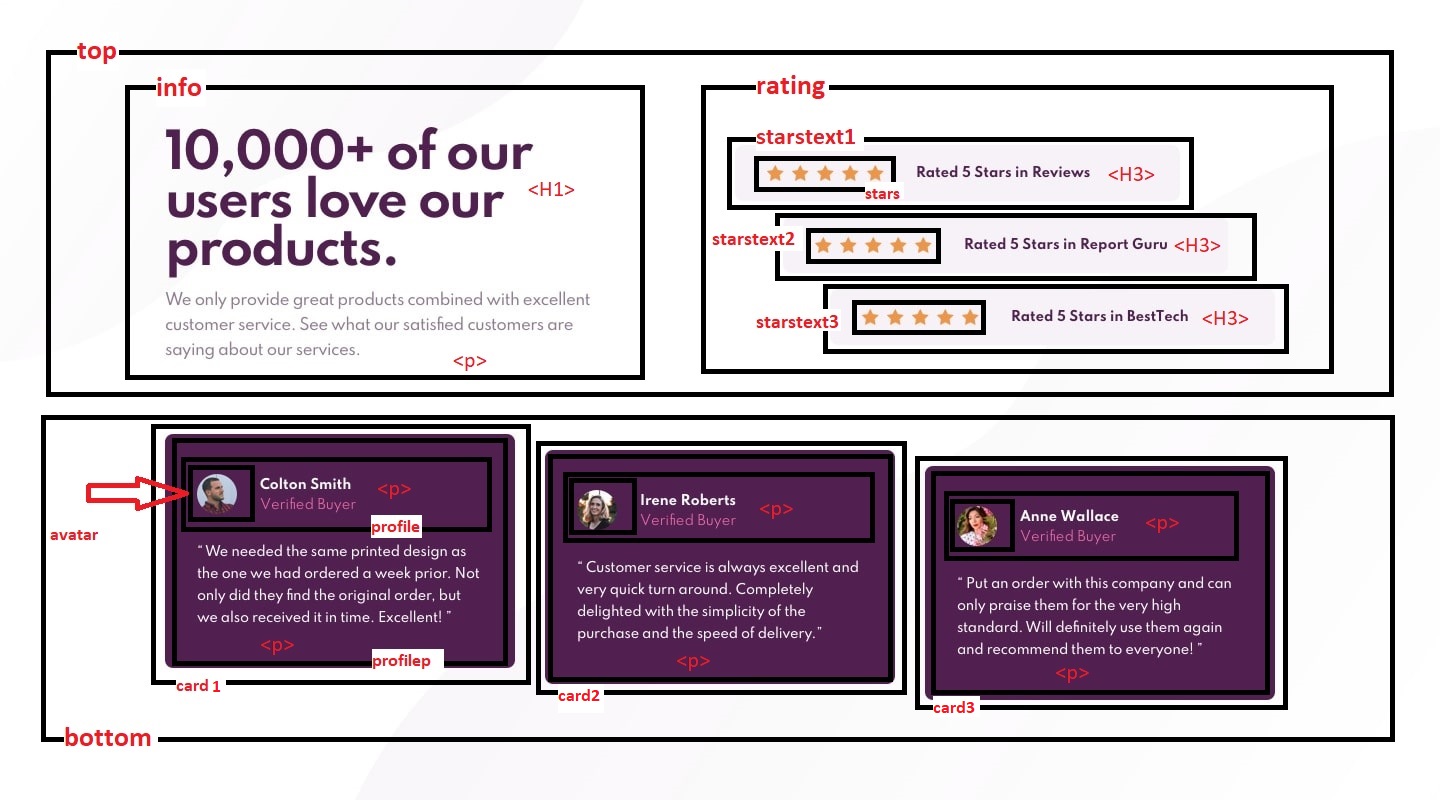 top
info
10,000+ of our
users love our
products.
<H1>
We only provide great products combined with excellent
customer service. See what our satisfied customers are
saying about our services.
<p>
rating
starstext1
Rated 5 Stars in Reviews <H3>
stars
starstext2
Rated 5 Stars in Report Guru <H3>
starstext3
Rated 5 Stars in BestTech <H3>
avatar
Colton Smith
Verified Buyer
<p>
profile
“ We needed the same printed design as
the one we had ordered a week prior. Not
only did they find the original order, but
we also received it in time. Excellent! ”
<p>
profilep
card 1
Irene Roberts
Verified Buyer
<p>
“ Customer service is always excellent and
very quick turn around. Completely
delighted with the simplicity of the
purchase and the speed of delivery. ”
<p>
card2
Anne Wallace
Verified Buyer
<p>
“ Put an order with this company and can
only praise them for the very high
standard. Will definitely use them again
and recommend them to everyone! ”
<p>
card3
bottom